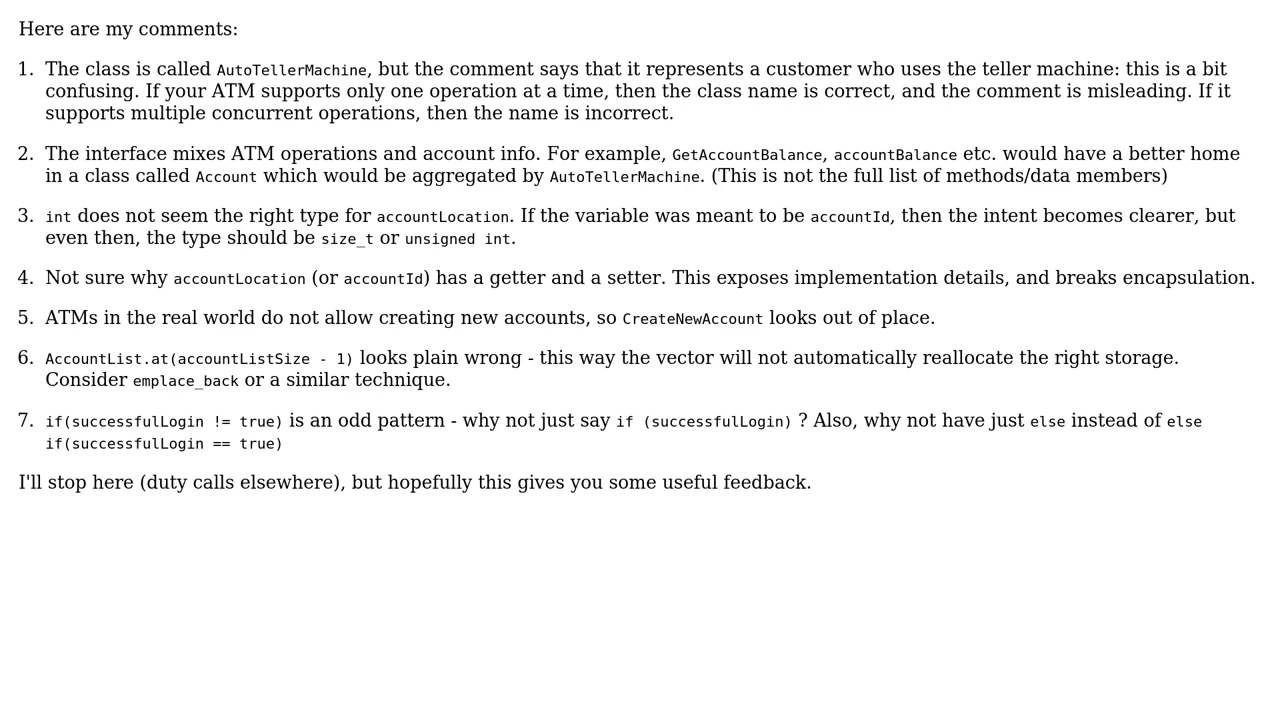 Here are my comments:
1. The class is called AutoTellerMachine, but the comment says that it represents a customer who uses the teller machine: this is a bit
confusing. If your ATM supports only one operation at a time, then the class name is correct, and the comment is misleading. If it
supports multiple concurrent operations, then the name is incorrect.
2. The interface mixes ATM operations and account info. For example, GetAccountBalance, accountBalance etc. would have a better home
in a class called Account which would be aggregated by AutoTellerMachine. (This is not the full list of methods/data members)
3. int does not seem the right type for accountLocation. If the variable was meant to be accountId, then the intent becomes clearer, but
even then, the type should be size_t or unsigned int.
4. Not sure why accountLocation (or accountId) has a getter and a setter. This exposes implementation details, and breaks encapsulation.
5. ATMs in the real world do not allow creating new accounts, so CreateNewAccount looks out of place.
6. AccountList.at(accountListSize - 1) looks plain wrong - this way the vector will not automatically reallocate the right storage.
Consider emplace_back or a similar technique.
7. if(successfulLogin != true) is an odd pattern - why not just say if (successfulLogin) ? Also, why not have just else instead of else
if(successfulLogin == true)
I'll stop here (duty calls elsewhere), but hopefully this gives you some useful feedback.